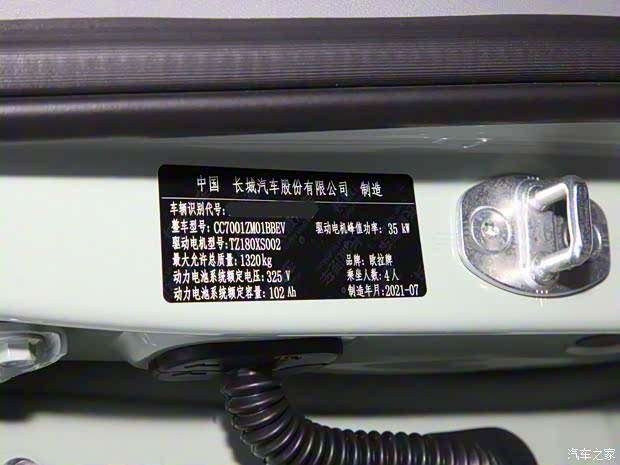 中国 长城汽车股份有限公司 制造
车辆识别代号:
整车型号: CC7001ZM01BBEV 驱动电机峰值功率: 35 kW
驱动电机型号: TZ180XS002
最大允许总质量: 1320kg 品牌: 欧拉牌
动力电池系统额定电压: 325 V 乘坐人数: 4人
动力电池系统额定容量: 102 Ah 制造年月: 2021-07
汽车之家